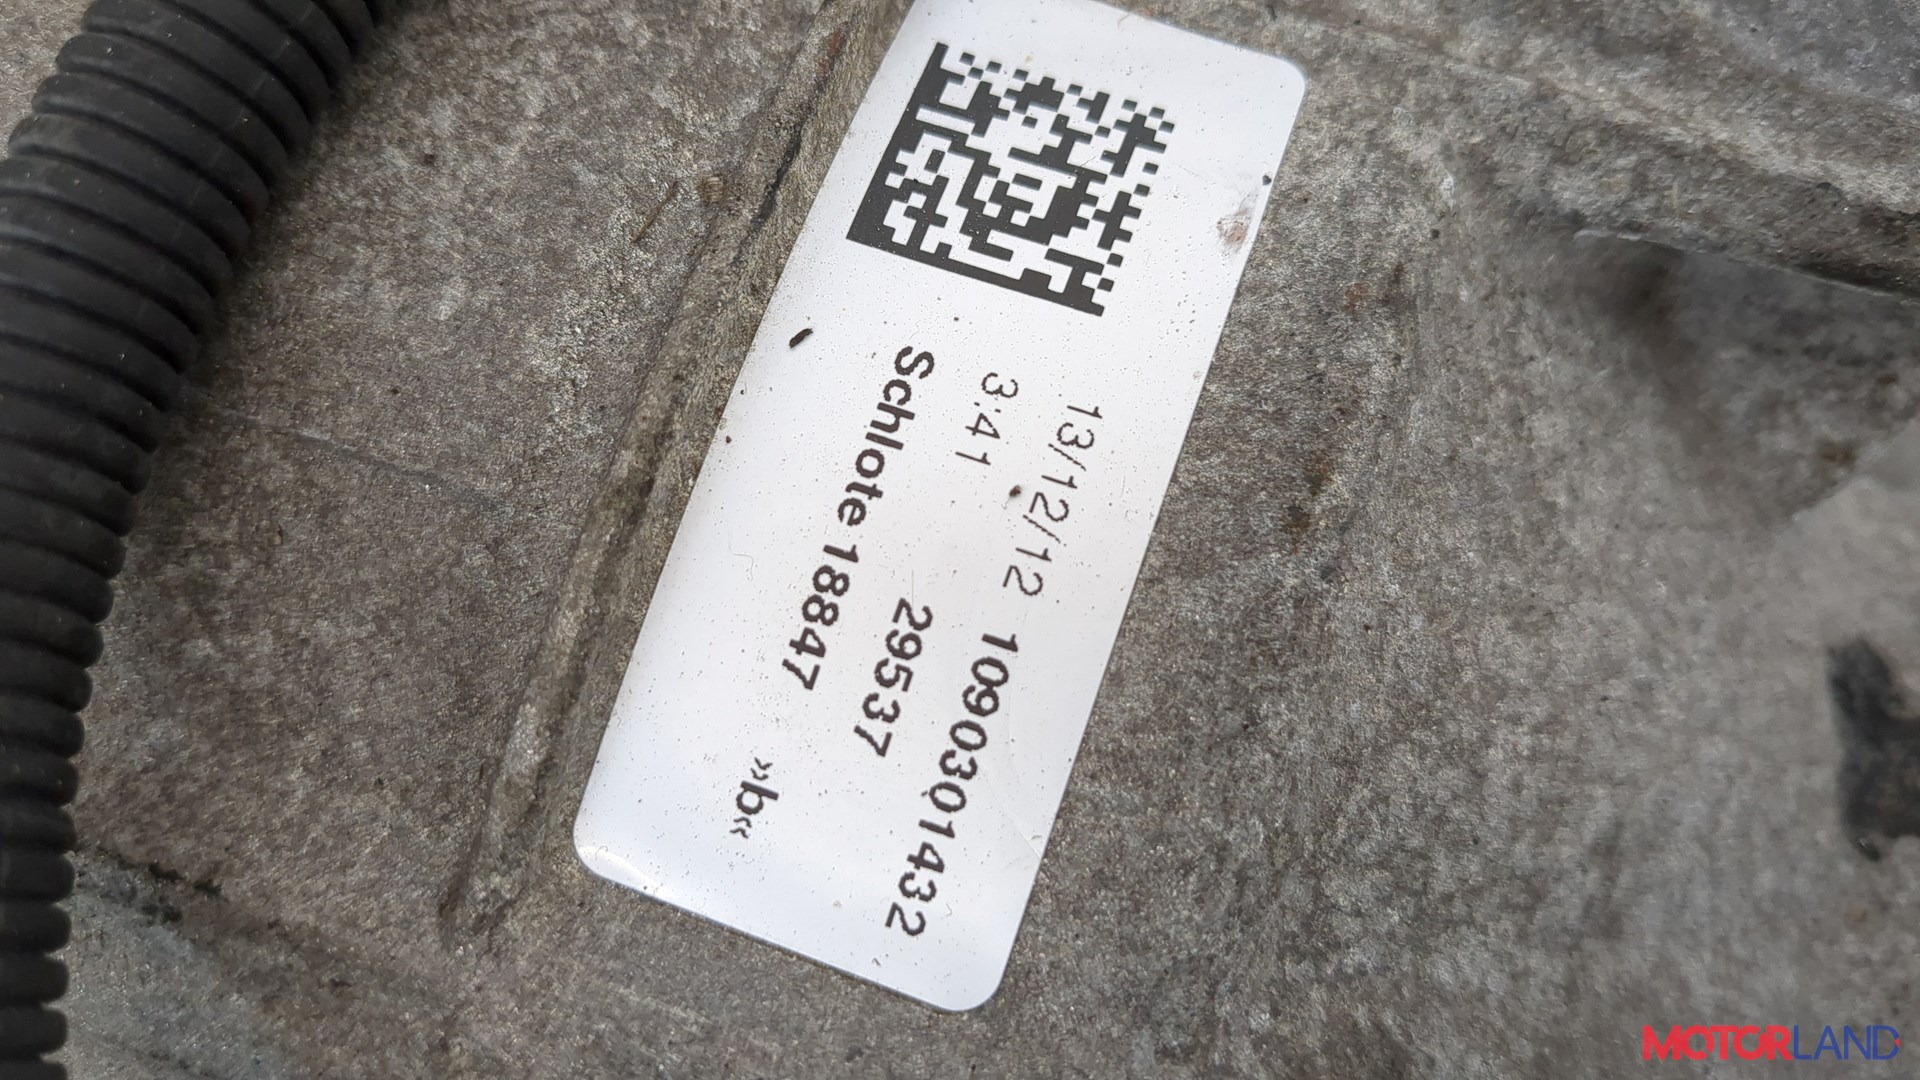 13/12/12 1090301432
3:41 29537
Schlote 18847 »b«
MOTORLAND